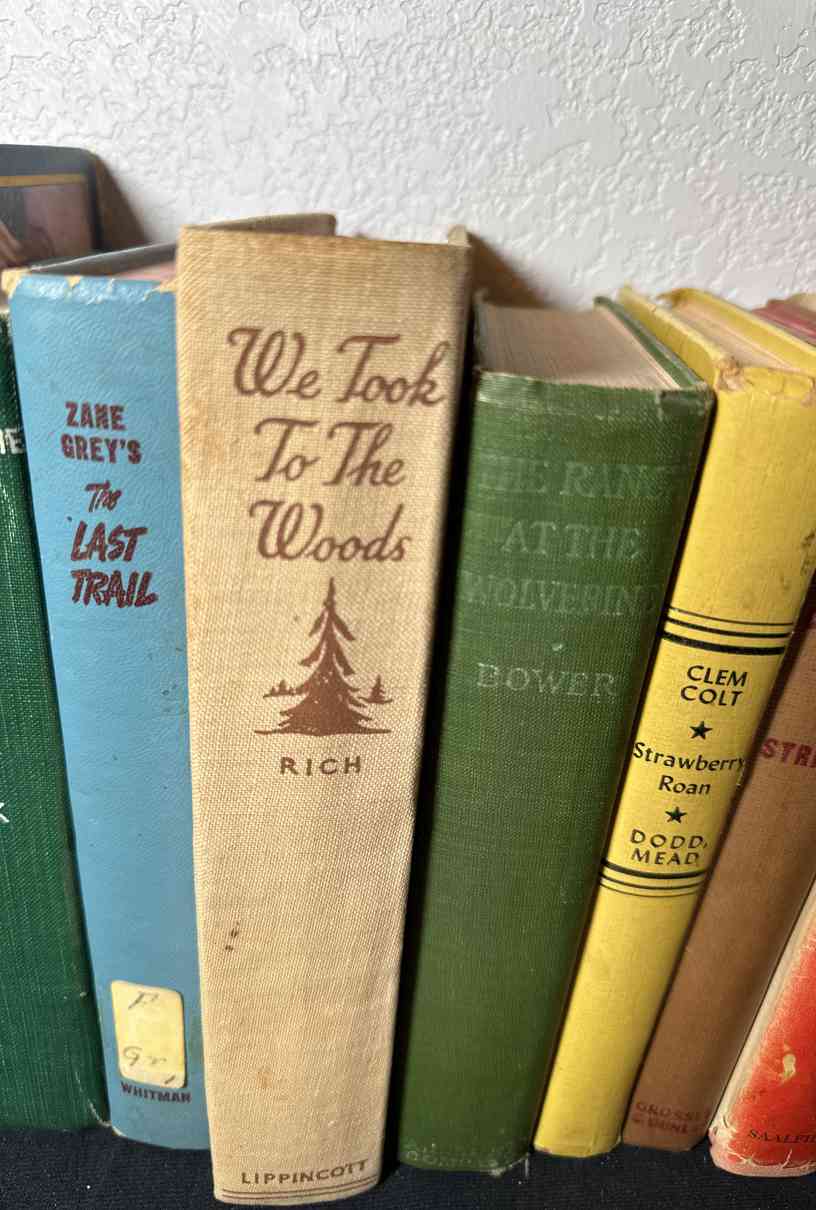 ZANE
GREY'S
The
LAST
TRAIL
WHITMAN
We Took
To The
Woods
RICH
LIPPINCOTT
AT THE
BOWER
CLEM
COLT
Strawberry
Roan
DODD,
MEAD